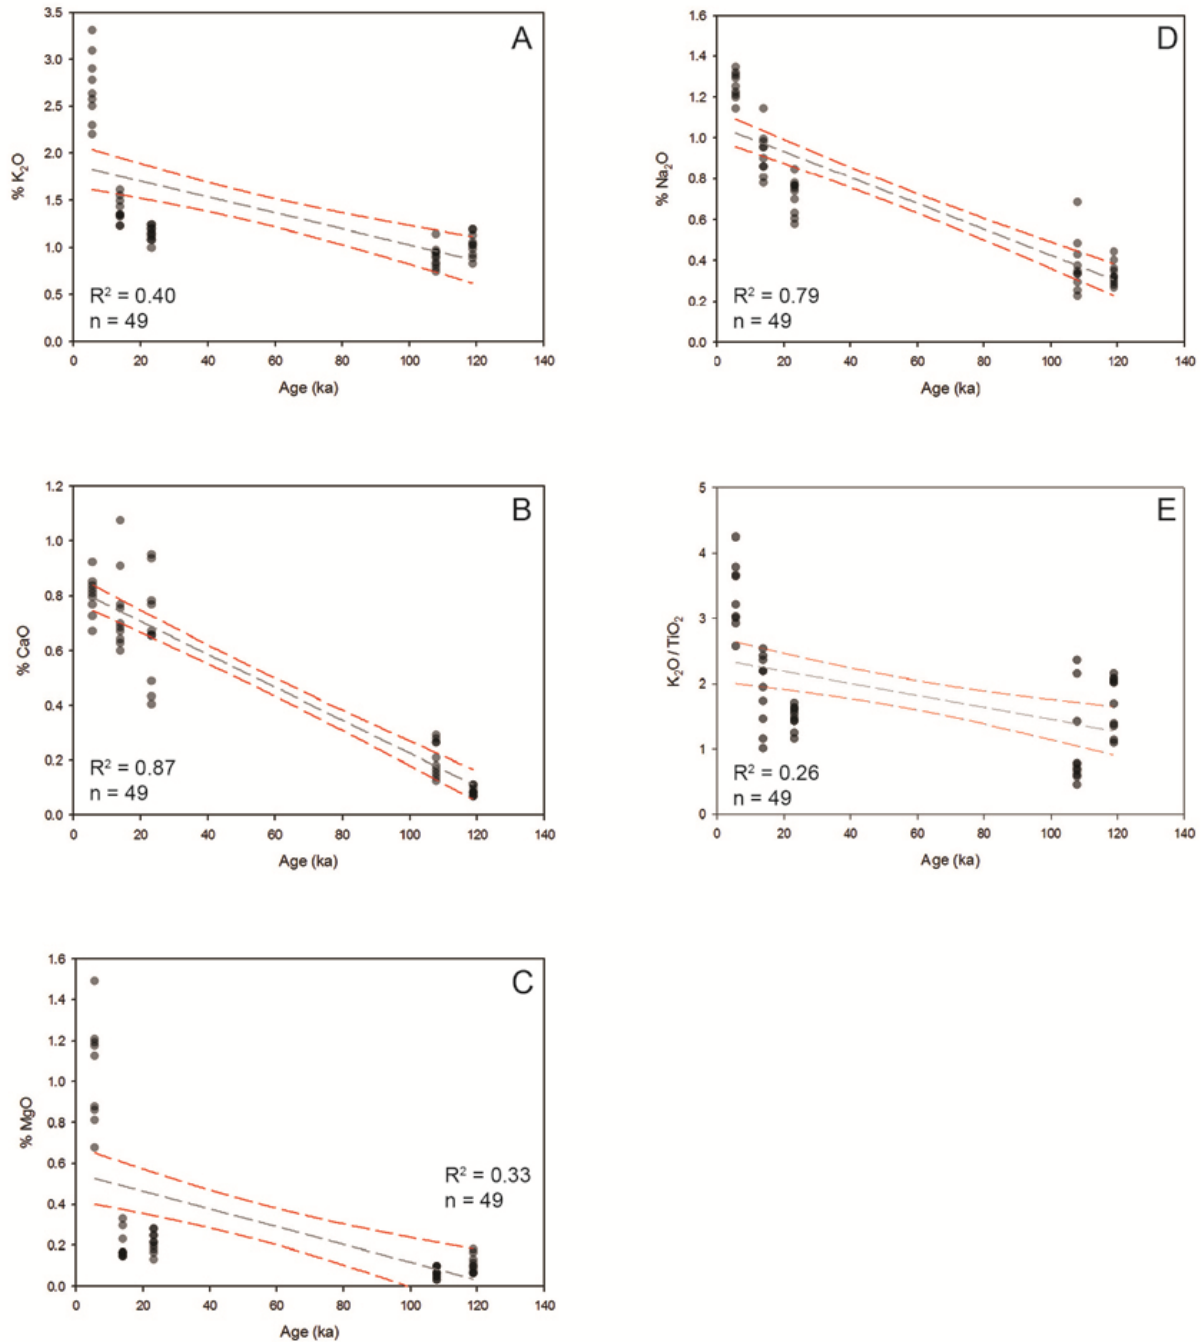 A
% K₂O
3.5
3.0
2.5
2.0
1.5
1.0
0.5
0.0
R² = 0.40
n = 49
0 20 40 60 80 100 120 140
Age (ka)
D
% Na₂O
1.6
1.4
1.2
1.0
0.8
0.6
0.4
0.2
0.0
R² = 0.79
n = 49
0 20 40 60 80 100 120 140
Age (ka)
B
% CaO
1.2
1.0
0.8
0.6
0.4
0.2
0.0
R² = 0.87
n = 49
0 20 40 60 80 100 120 140
Age (ka)
E
K₂O / TiO₂
5
4
3
2
1
0
R² = 0.26
n = 49
0 20 40 60 80 100 120 140
Age (ka)
C
% MgO
1.6
1.4
1.2
1.0
0.8
0.6
0.4
0.2
0.0
R² = 0.33
n = 49
0 20 40 60 80 100 120 140
Age (ka)